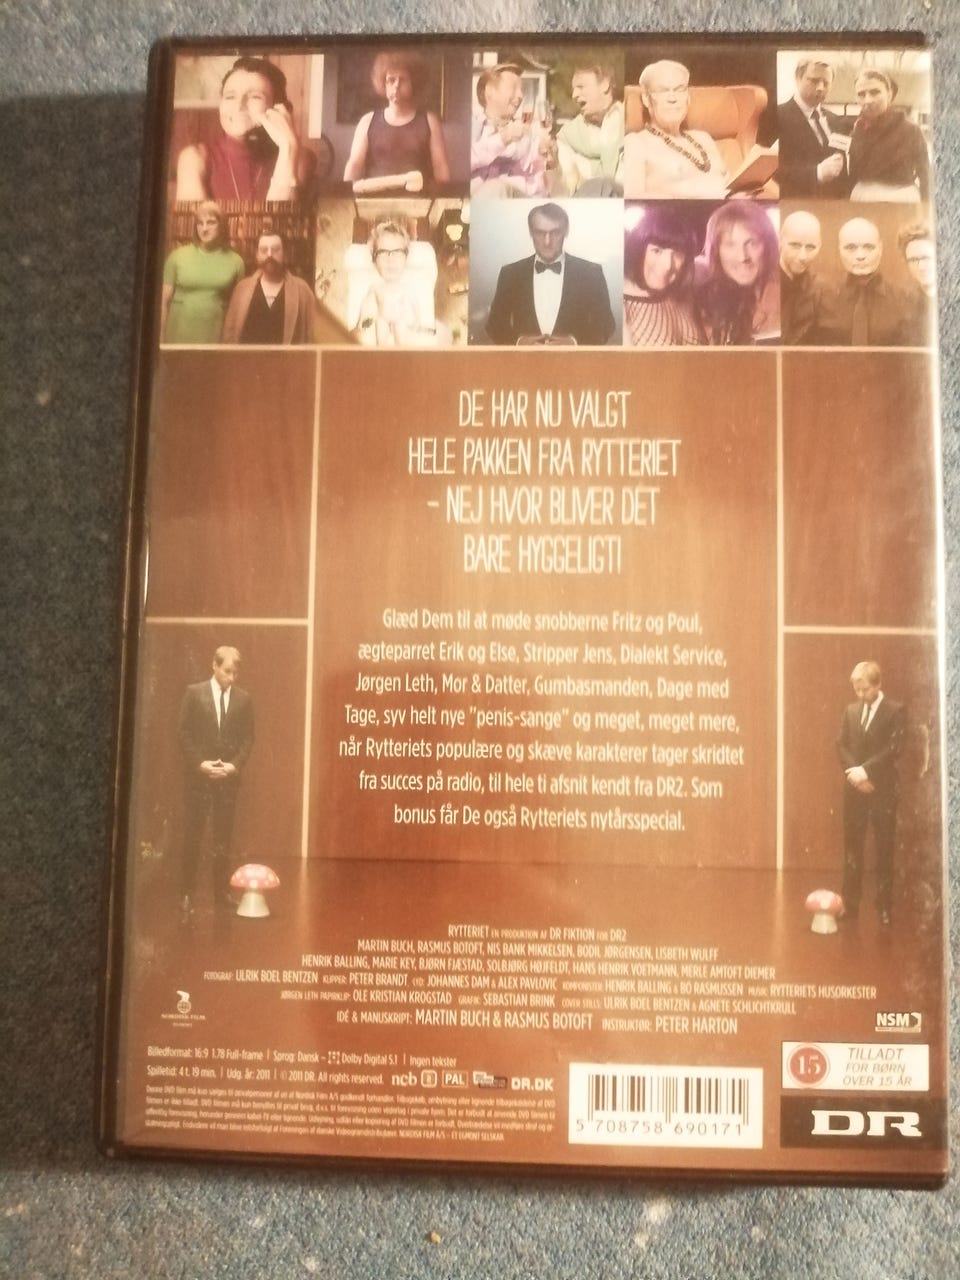 DE HAR NU VALGT
HELE PAKKEN FRA RYTTERIET
- NEJ HVOR BLIVER DET
BARE HYGGELIGT!
Glæd Dem til at møde snobberne Fritz og Poul,
ægteparret Erik og Else, Stripper Jens, Dialekt Service,
Jørgen Leth, Mor & Datter, Gumbasmanden, Dage med
Tage, syv helt nye "penis-sange" og meget, meget mere,
når Rytteriets populære og skæve karakterer tager skridtet
fra succes på radio, til hele ti afsnit kendt fra DR2. Som
bonus får De også Rytteriets nytårsspecial.
RYTTERIET EN PRODUKTION AF DR FIKTION FOR DR2
MARTIN BUCH, RASMUS BOTOFT, NIS BANK MIKKELSEN, BODIL JØRGENSEN, LISBETH WULFF
HENRIK BALLING, MARIE KEY, BJØRN FJÆSTAD, SOLBJØRG HØJFELDT, HANS HENRIK VOETMANN, MERLE AMTOFT DIEMER
FOTOGRAF: ULRIK BOEL BENTZEN KLIPPER: PETER BRANDT, LYD: JOHANNES DAM & ALEX PAVLOVIC KOMPONISTER: HENRIK BALLING & BO RASMUSSEN MUSIK: RYTTERIETS HUSORKESTER
JØRGEN LETH PAPIRKLIP: OLE KRISTIAN KROGSTAD GRAFIK: SEBASTIAN BRINK COVER STILLS: ULRIK BOEL BENTZEN & AGNETE SCHLICHTKRULL
IDÉ & MANUSKRIPT: MARTIN BUCH & RASMUS BOTOFT INSTRUKTØR: PETER HARTON
NORDISK FILM
EGMONT
NSM
Billedformat: 16:9 1.78 Full-frame | Sprog: Dansk - Dolby Digital 5.1 | Ingen tekster
Spilletid: 4 t. 19 min. | Udg. år: 2011 | © 2011 DR. All rights reserved. ncb PAL DR.DK
NORDISK FILM A/S - ET EGMONT SELSKAB
5 708758 690171
15
TILLADT
FOR BØRN
OVER 15 ÅR
DR